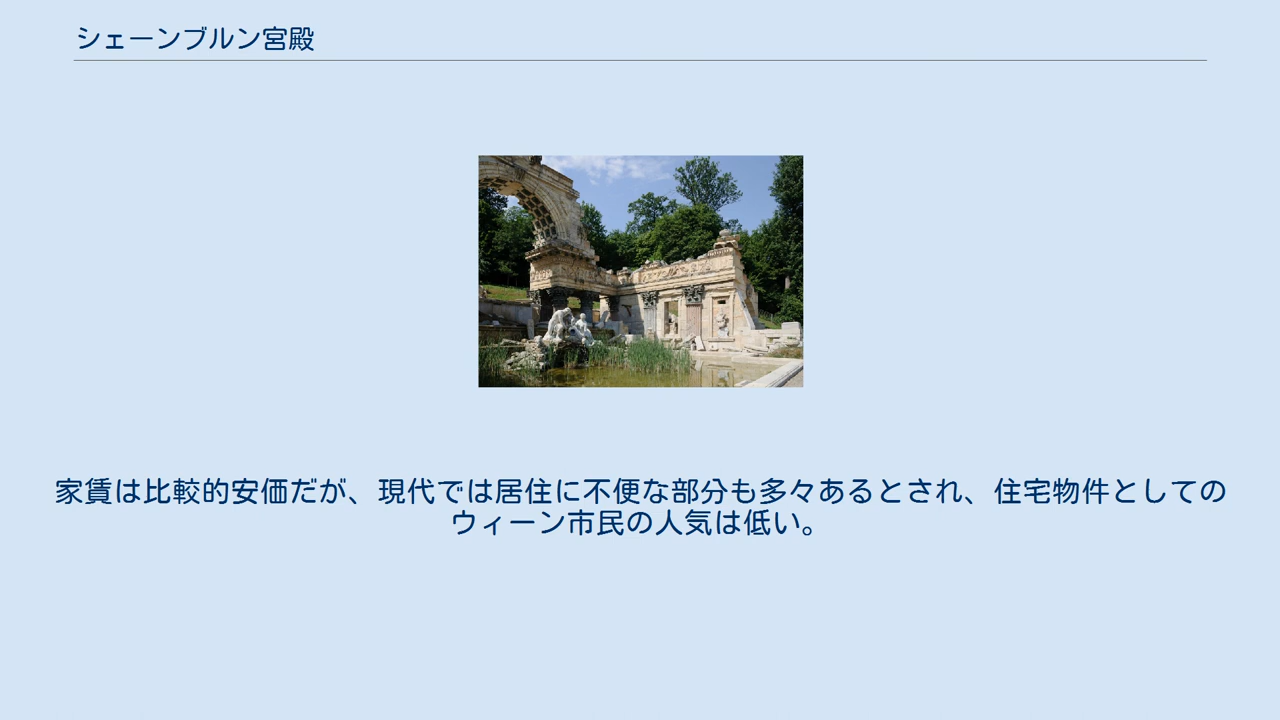 シェーンブルン宮殿
家賃は比較的安価だが、現代では居住に不便な部分も多々あるとされ、住宅物件としての
ウィーン市民の人気は低い。